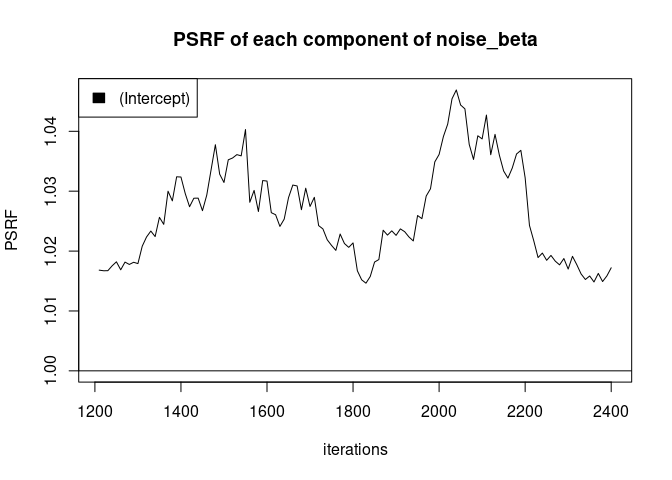 PSRF of each component of noise_beta
(Intercept)
PSRF
1.04
1.03
1.02
1.01
1.00
1200 1400 1600 1800 2000 2200 2400
iterations